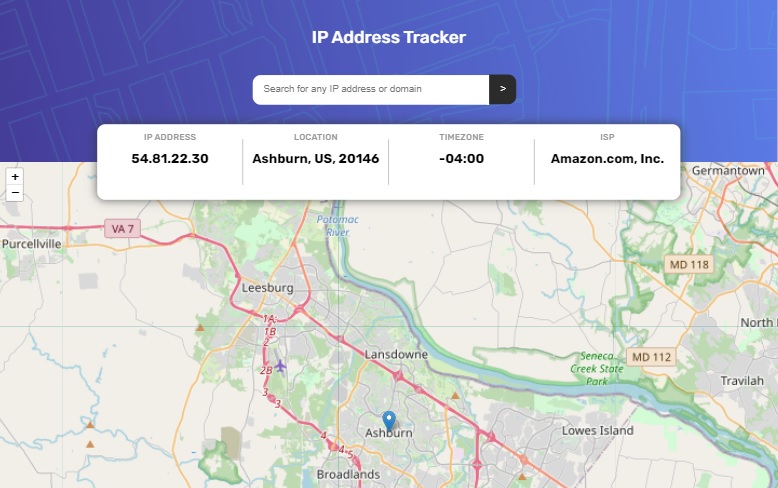 IP Address Tracker
Search for any IP address or domain
>
IP ADDRESS
54.81.22.30
LOCATION
Ashburn, US, 20146
TIMEZONE
-04:00
ISP
Amazon.com, Inc.
+
−
Germantown
Potomac
River
VA 7
Purcellville
MD 118
Leesburg
1A
1B
2
North
Lansdowne
Seneca
Creek State
Park
MD 112
2B
Travilah
3
3
Ashburn
Lowes Island
4
4-5
Broadlands